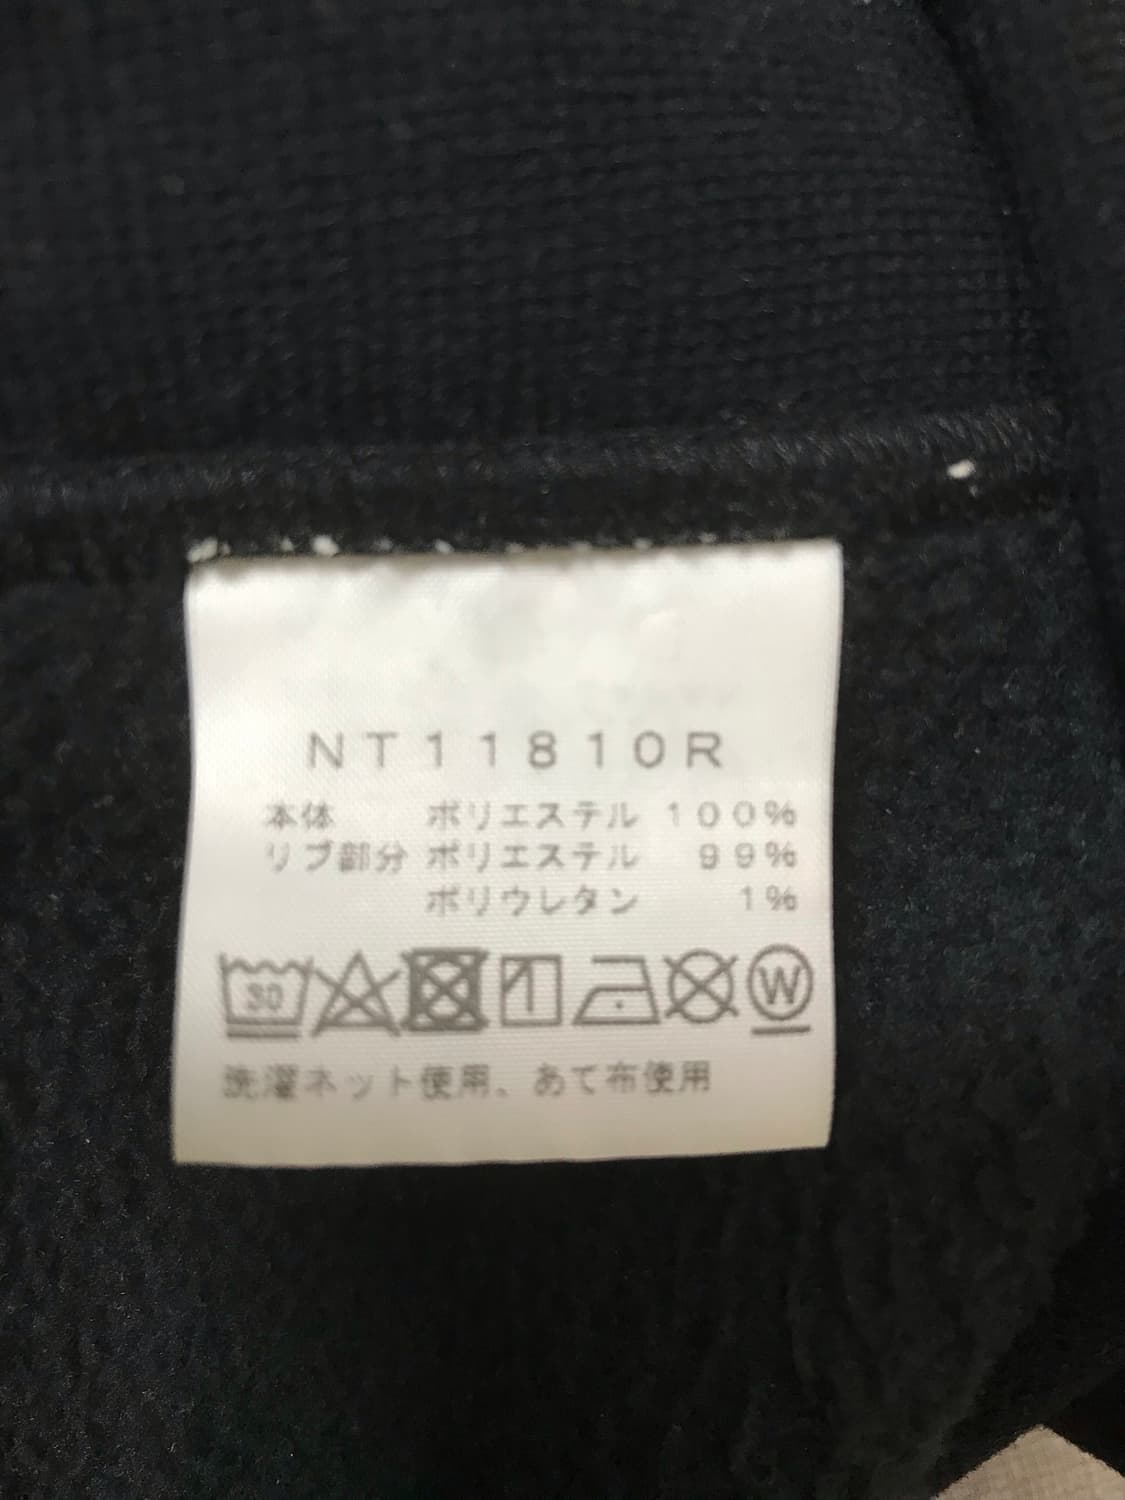 NT11810R
本体 ポリエステル 100%
リブ部分 ポリエステル 99%
ポリウレタン 1%
30 W
洗濯ネット使用、あて布使用